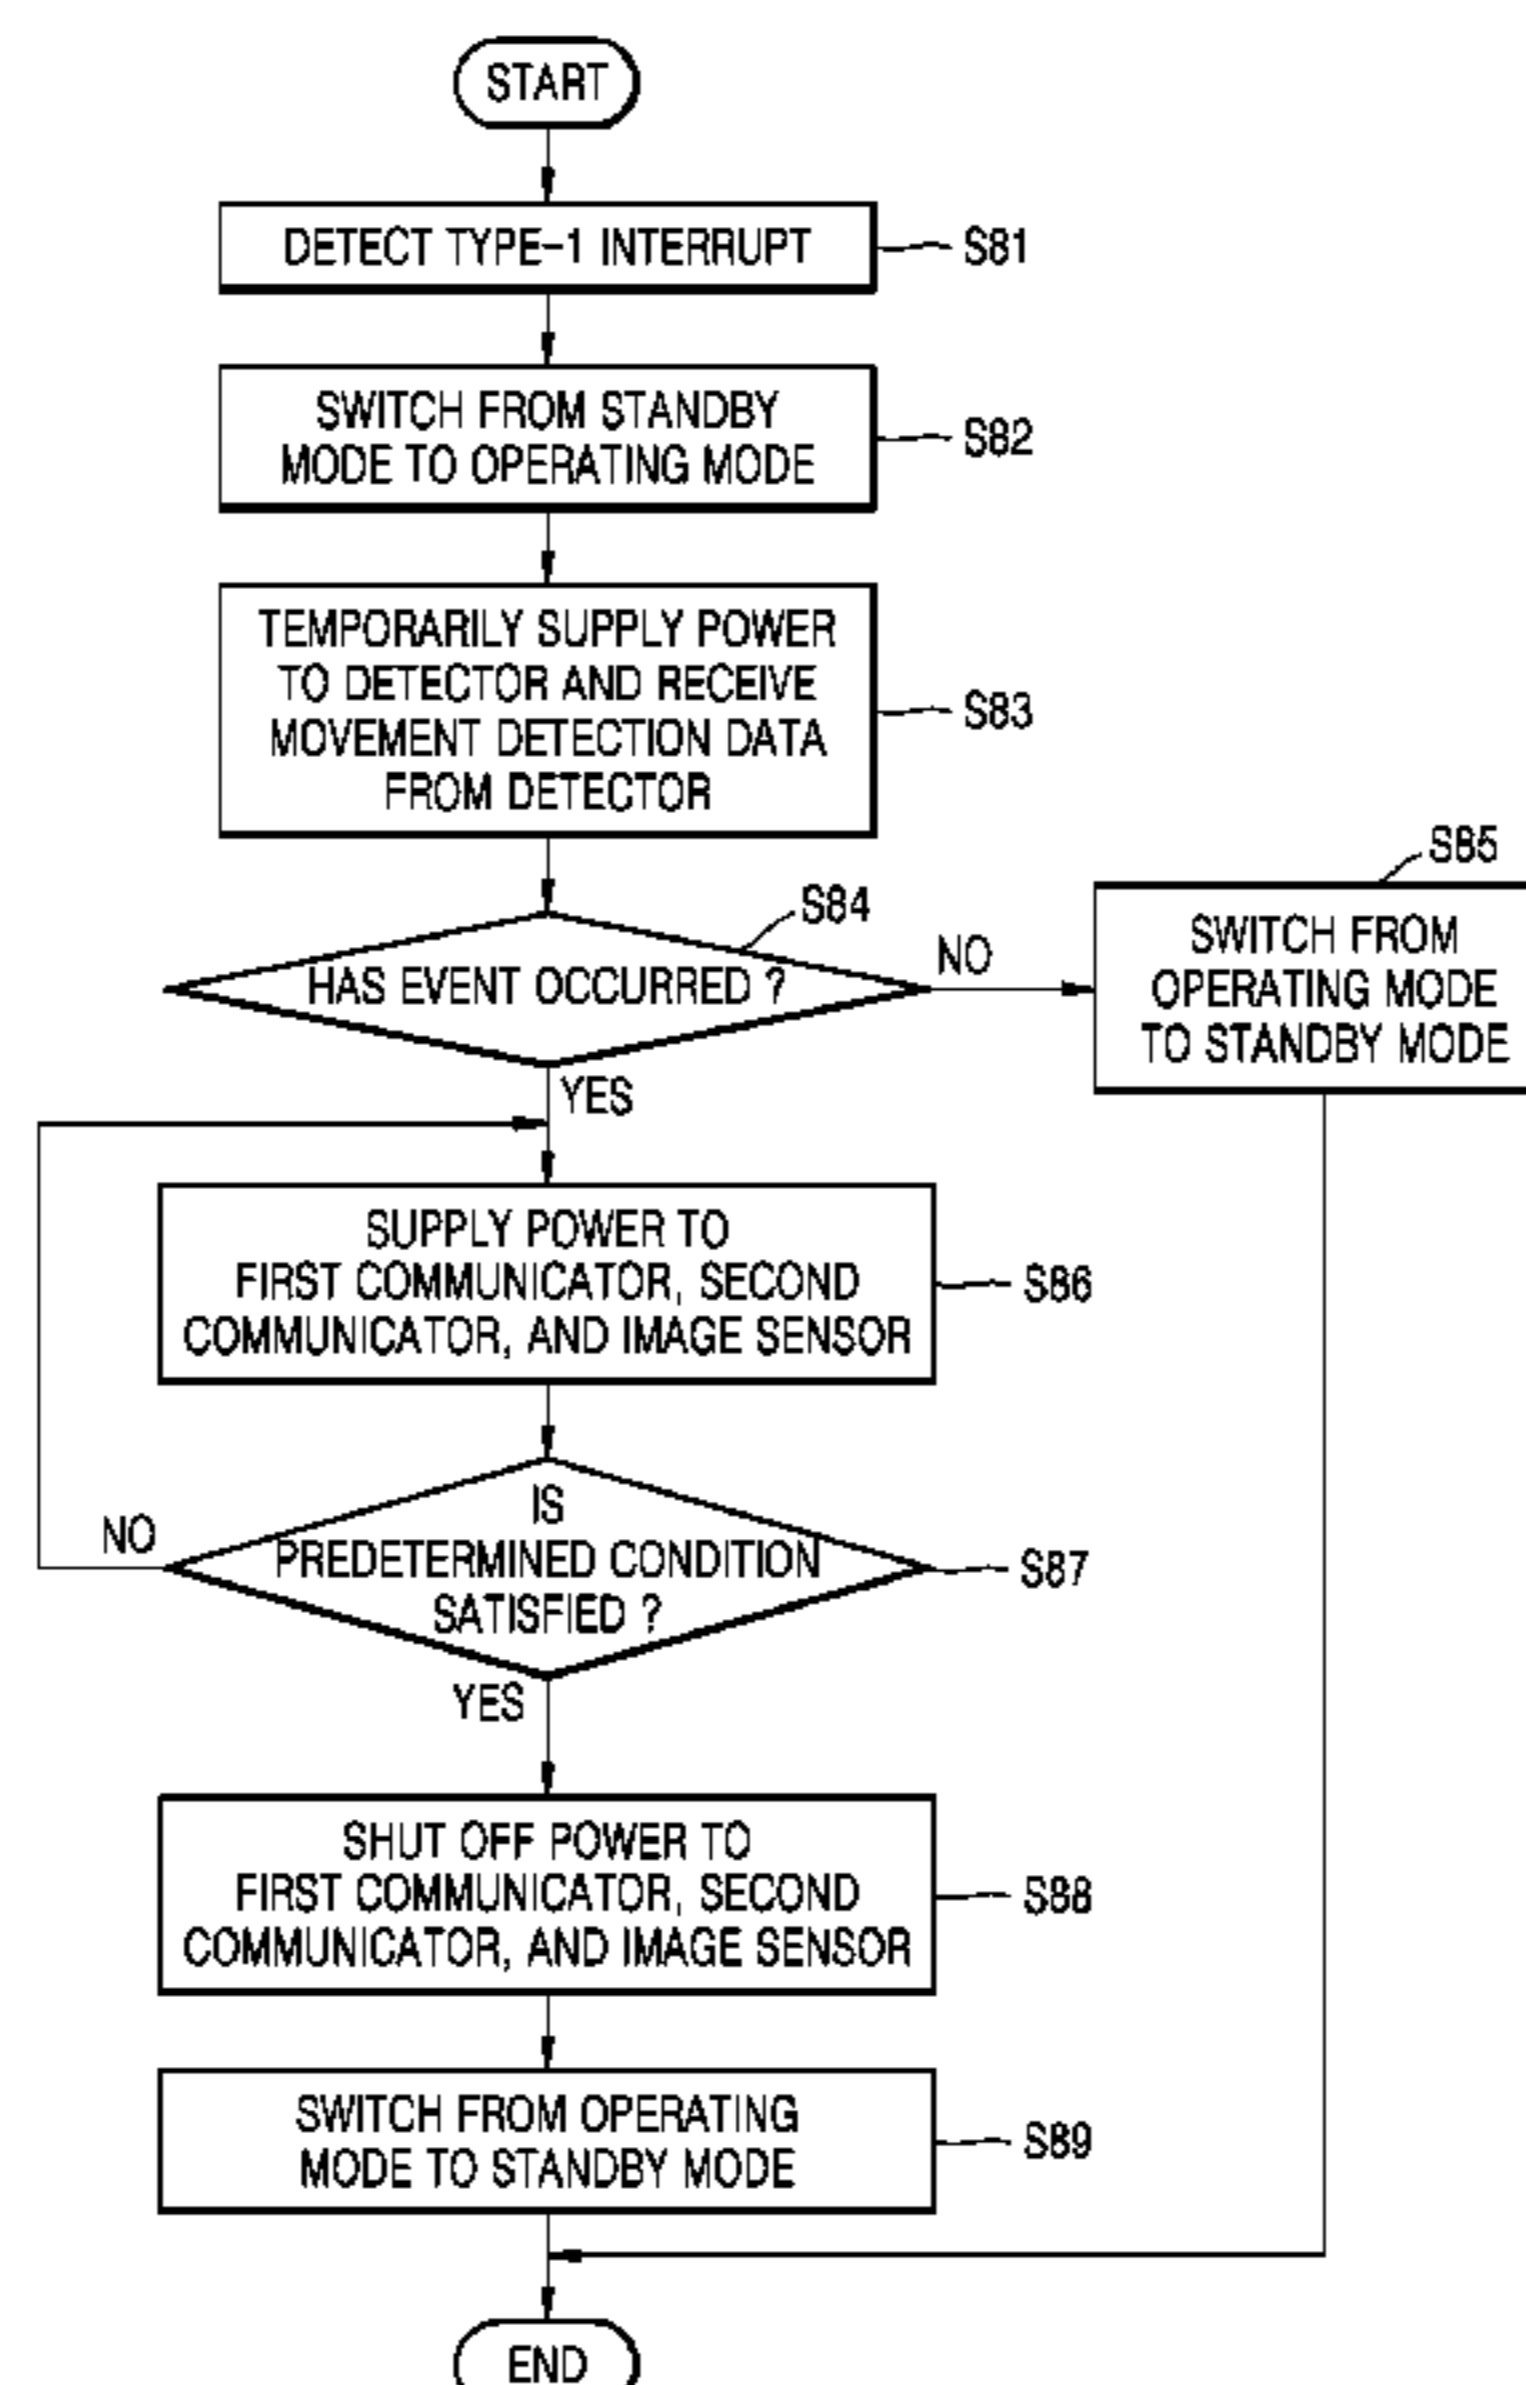 START
DETECT TYPE-1 INTERRUPT
S81
SWITCH FROM STANDBY
MODE TO OPERATING MODE
S82
TEMPORARILY SUPPLY POWER
TO DETECTOR AND RECEIVE
MOVEMENT DETECTION DATA
FROM DETECTOR
S83
HAS EVENT OCCURRED ?
S84
NO
S85
SWITCH FROM
OPERATING MODE
TO STANDBY MODE
YES
SUPPLY POWER TO
FIRST COMMUNICATOR, SECOND
COMMUNICATOR, AND IMAGE SENSOR
S86
IS
PREDETERMINED CONDITION
SATISFIED ?
S87
NO
YES
SHUT OFF POWER TO
FIRST COMMUNICATOR, SECOND
COMMUNICATOR, AND IMAGE SENSOR
S88
SWITCH FROM OPERATING
MODE TO STANDBY MODE
S89
END